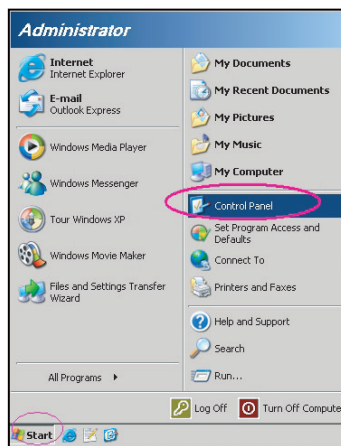 Administrator
Internet
Internet Explorer
E-mail
Outlook Express
Windows Media Player
Windows Messenger
Tour Windows XP
Windows Movie Maker
Files and Settings Transfer
Wizard
All Programs
My Documents
My Recent Documents
My Pictures
My Music
My Computer
Control Panel
Set Program Access and
Defaults
Connect To
Printers and Faxes
Help and Support
Search
Run...
Log Off
Turn Off Compute
Start